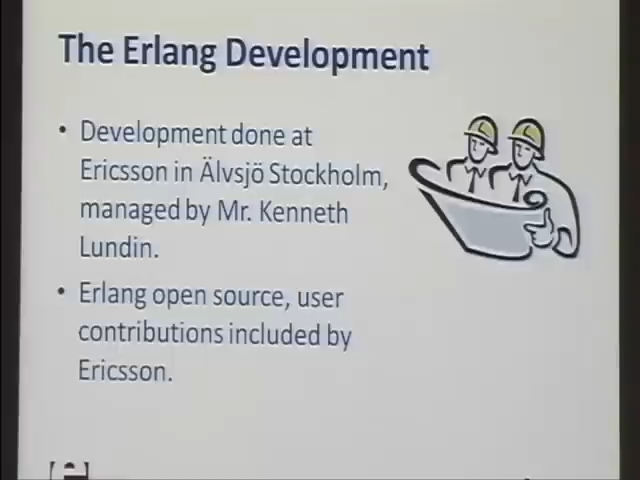 The Erlang Development
• Development done at
Ericsson in Älvsjö Stockholm,
managed by Mr. Kenneth
Lundin.
• Erlang open source, user
contributions included by
Ericsson.
[e]